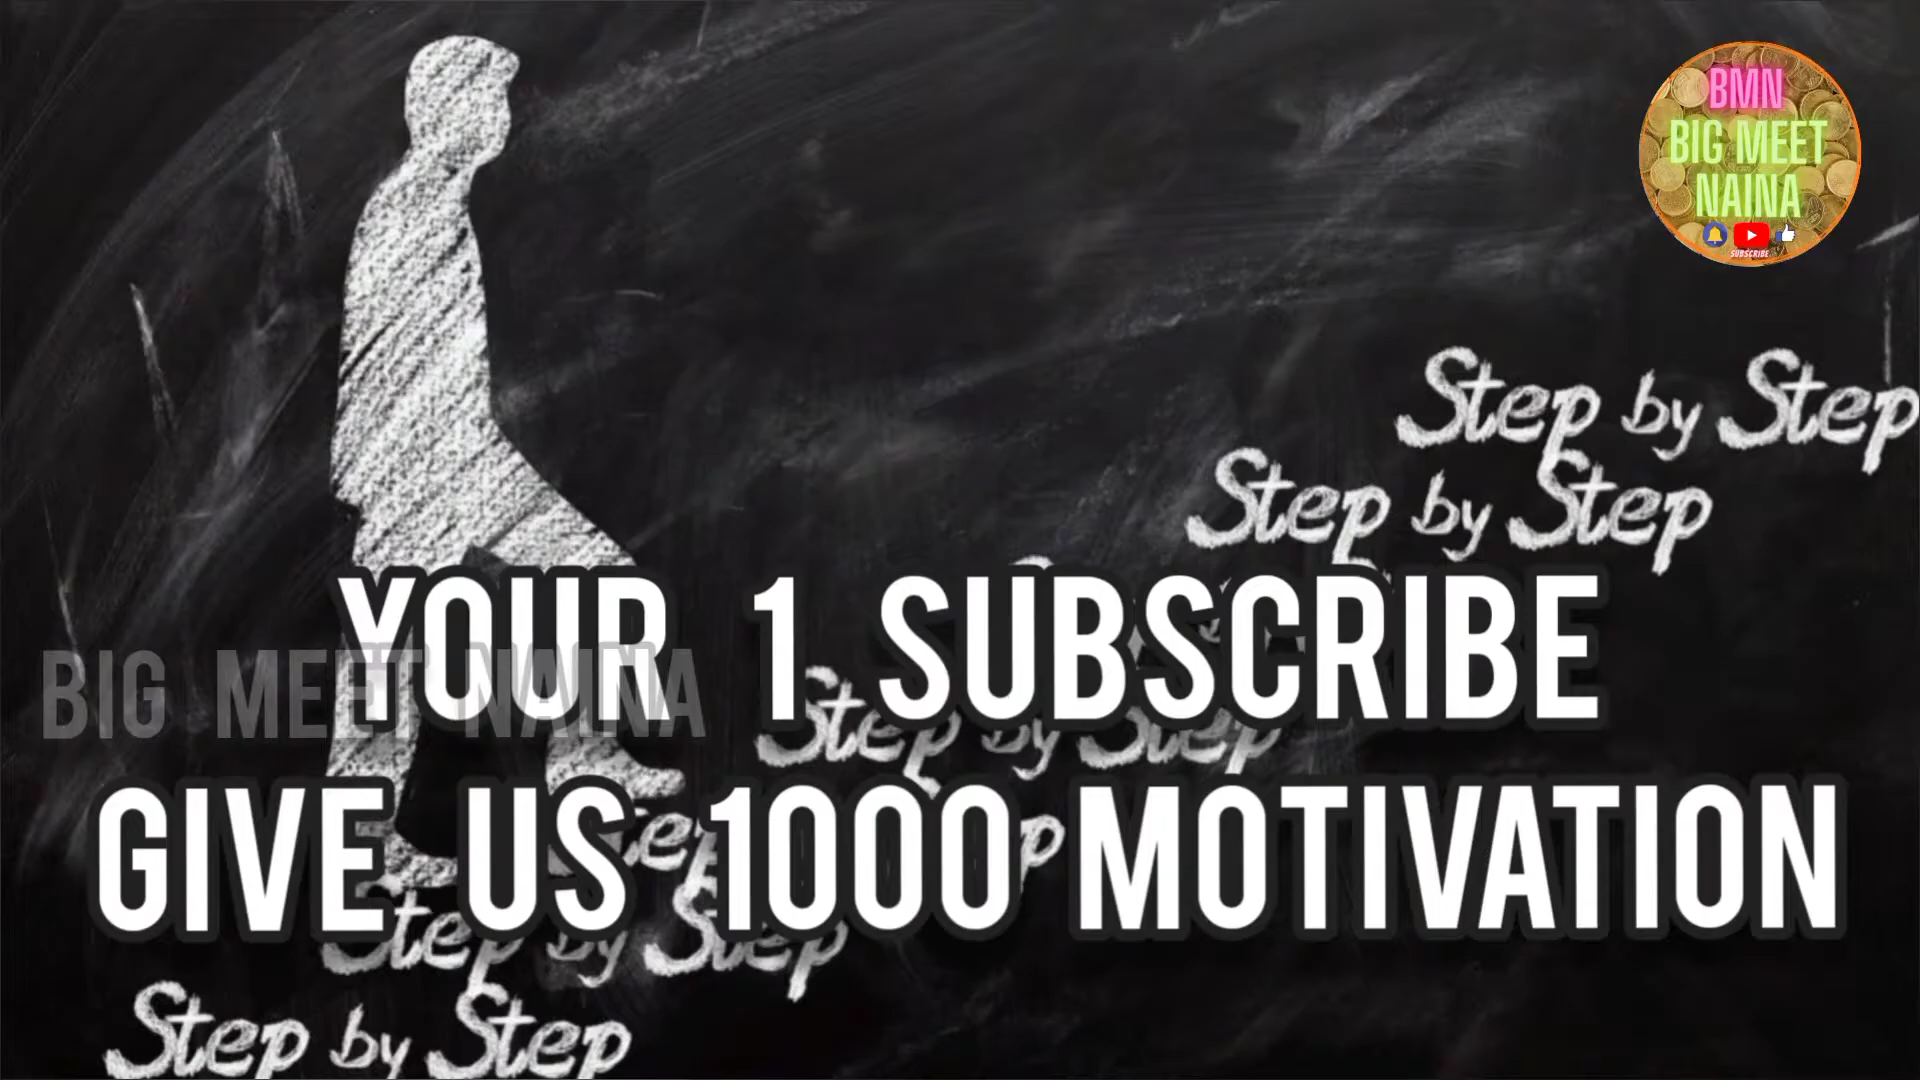 BMN
BIG MEET
NAINA
SUBSCRIBE
Step by Step
Step by Step
YOUR 1 SUBSCRIBE
BIG MEET NAINA
Step by Step
GIVE US 1000 MOTIVATION
Step by Step
Step by Step